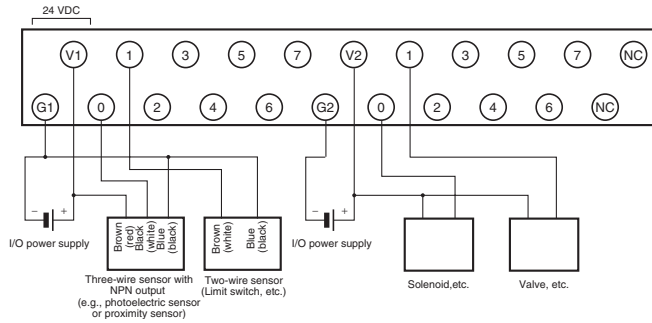 24 VDC
V1 1 3 5 7 V2 1 3 5 7 NC
G1 0 2 4 6 G2 0 2 4 6 NC
− +
I/O power supply
Brown (red)
Black (white)
Blue (black)
Three-wire sensor with
NPN output
(e.g., photoelectric sensor
or proximity sensor)
Brown (white)
Blue (black)
Two-wire sensor
(Limit switch, etc.)
− +
I/O power supply
Solenoid,etc.
Valve, etc.